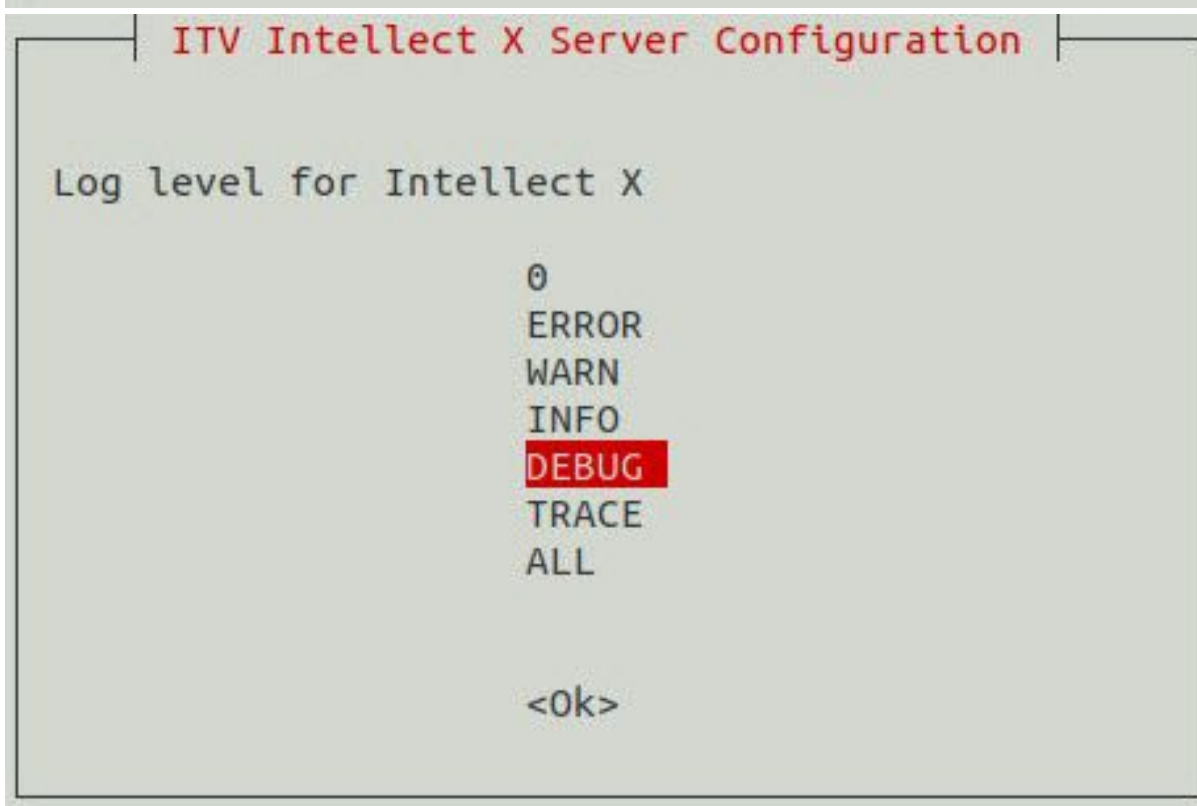 ITV Intellect X Server Configuration
Log level for Intellect X
0
ERROR
WARN
INFO
DEBUG
TRACE
ALL
<Ok>